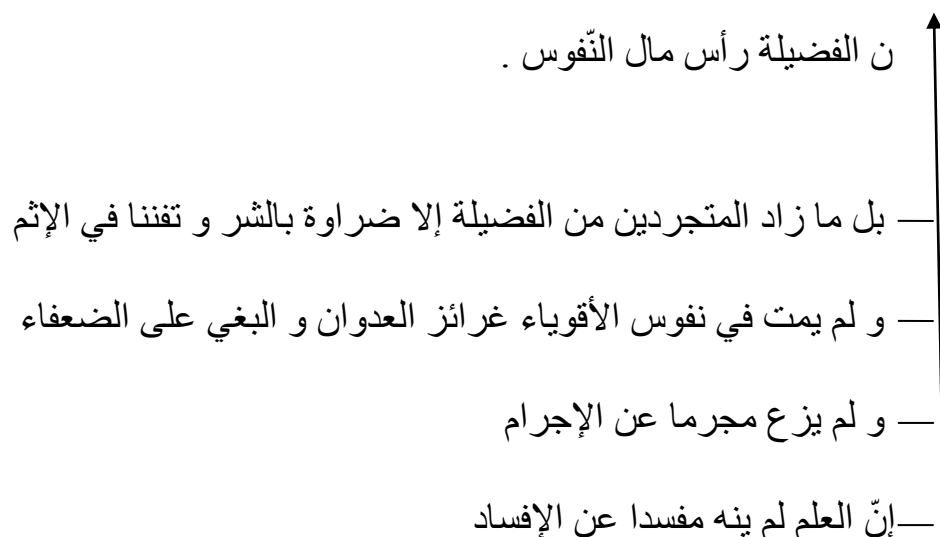 ن الفضيلة رأس مال النّفوس .
— بل ما زاد المتجردين من الفضيلة إلا ضراوة بالشر و تفننا في الإثم
— و لم يمت في نفوس الأقوياء غرائز العدوان و البغي على الضعفاء
— و لم يزع مجرما عن الإجرام
—إنّ العلم لم ينه مفسدا عن الإفساد